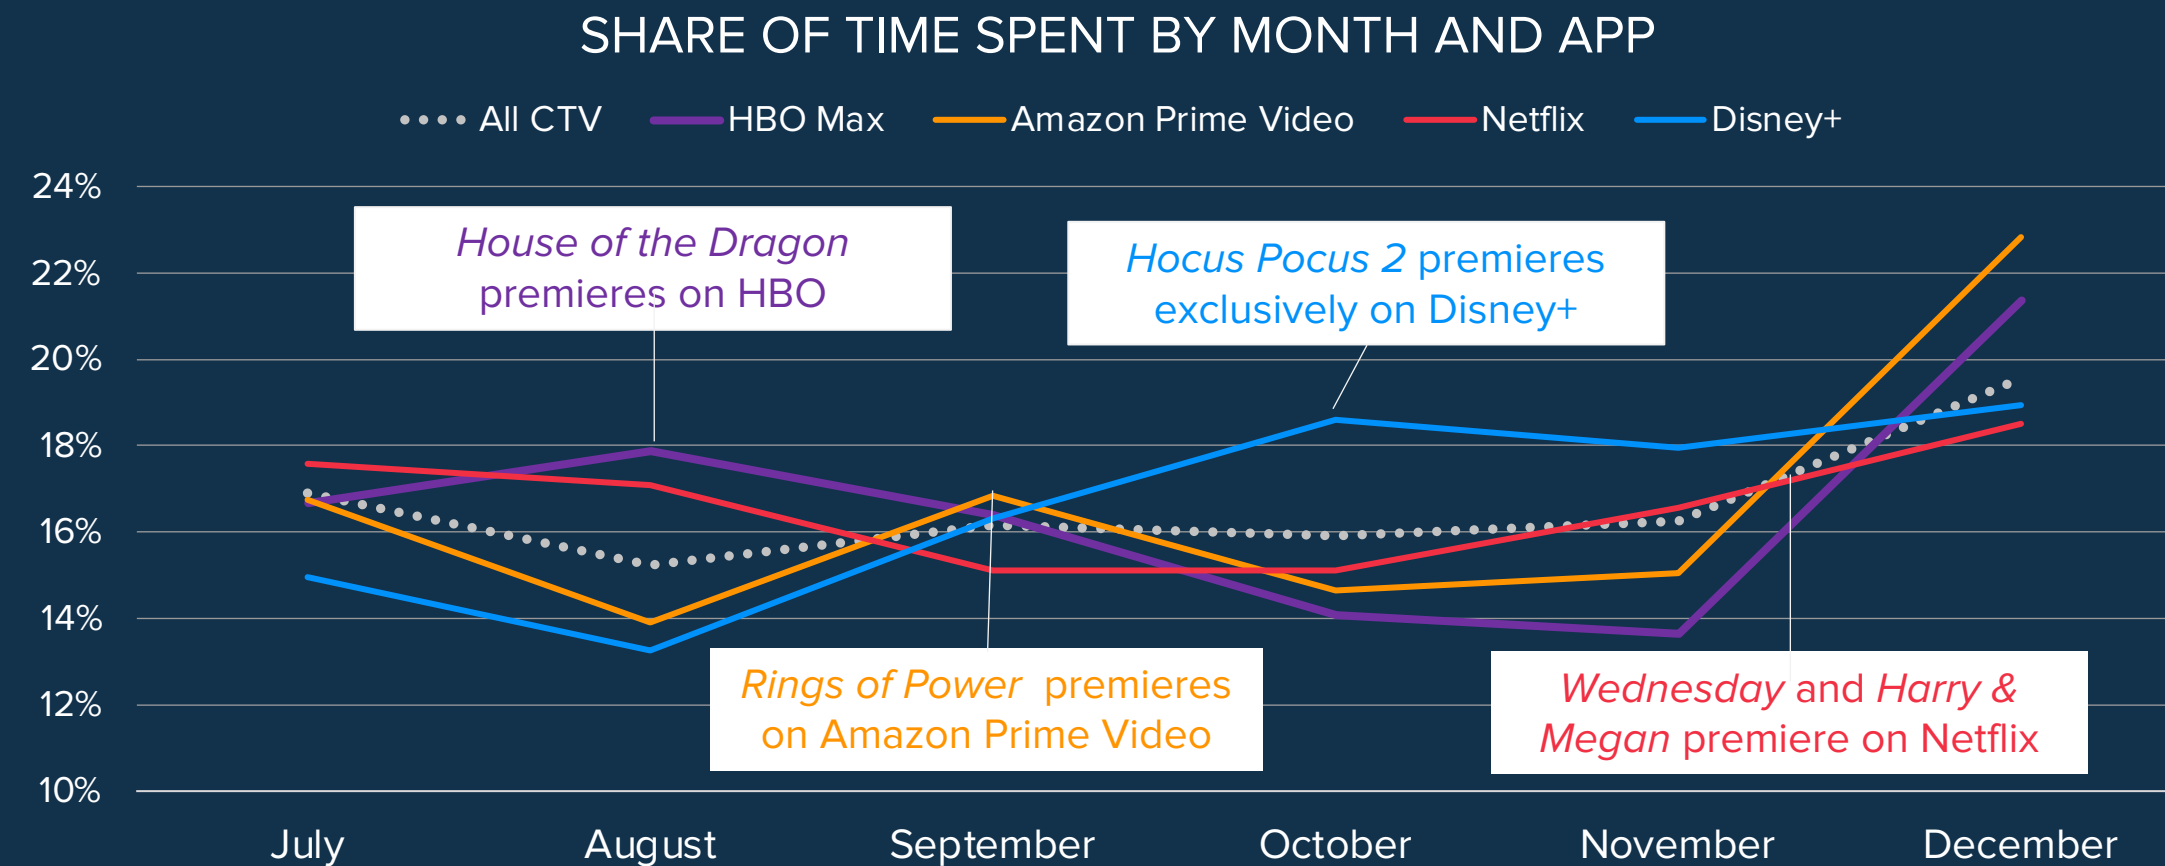 SHARE OF TIME SPENT BY MONTH AND APP
All CTV HBO Max Amazon Prime Video Netflix Disney+
24%
22%
20%
18%
16%
14%
12%
10%
House of the Dragon
premieres on HBO
Hocus Pocus 2 premieres
exclusively on Disney+
Rings of Power premieres
on Amazon Prime Video
Wednesday and Harry &
Megan premiere on Netflix
July August September October November December